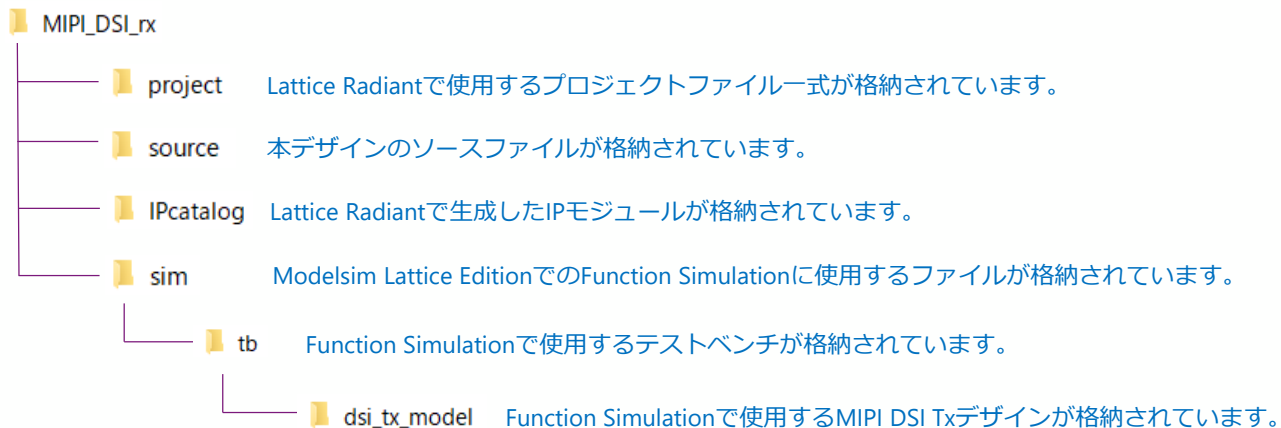 MIPI_DSI_rx
project Lattice Radiantで使用するプロジェクトファイル一式が格納されています。
source 本デザインのソースファイルが格納されています。
IPcatalog Lattice Radiantで生成したIPモジュールが格納されています。
sim Modelsim Lattice EditionでのFunction Simulationに使用するファイルが格納されています。
tb Function Simulationで使用するテストベンチが格納されています。
dsi_tx_model Function Simulationで使用するMIPI DSI Txデザインが格納されています。